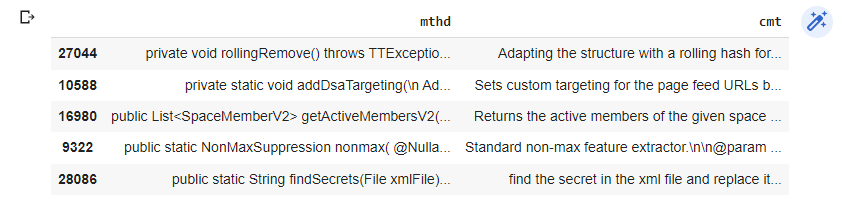 mthd cmt
27044 private void rollingRemove() throws TTExceptio... Adapting the structure with a rolling hash for...
10588 private static void addDsaTargeting(\n Ad... Sets custom targeting for the page feed URLs b...
16980 public List<SpaceMemberV2> getActiveMembersV2(... Returns the active members of the given space ...
9322 public static NonMaxSuppression nonmax( @Nulla... Standard non-max feature extractor.\n\n@param ...
28086 public static String findSecrets(File xmlFile)... find the secret in the xml file and replace it...